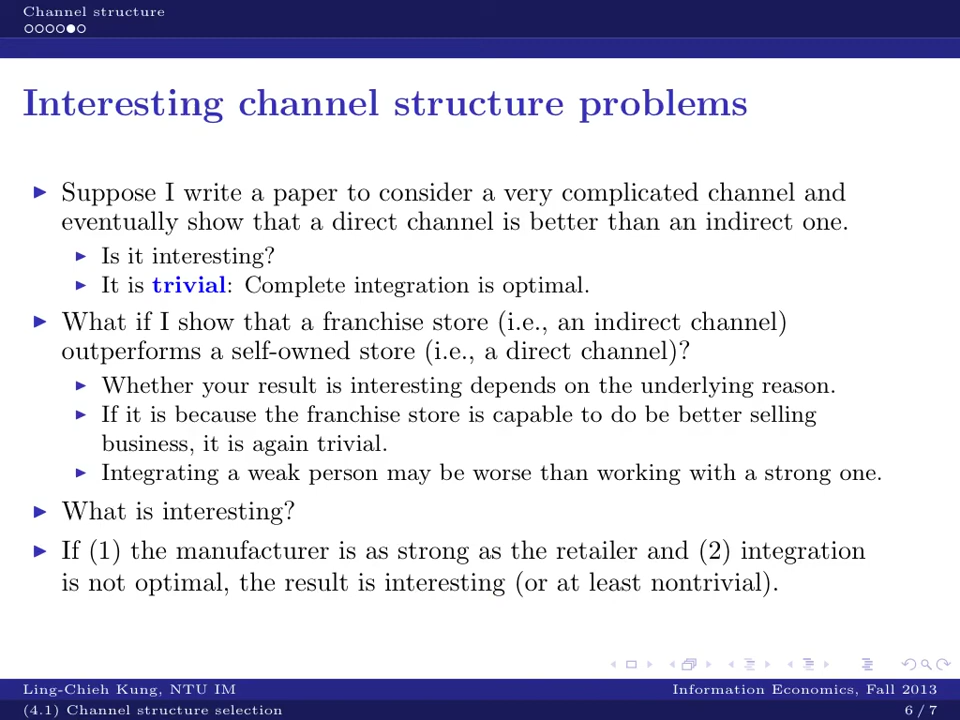 Channel structure
Interesting channel structure problems
Suppose I write a paper to consider a very complicated channel and
eventually show that a direct channel is better than an indirect one.
Is it interesting?
It is trivial: Complete integration is optimal.
What if I show that a franchise store (i.e., an indirect channel)
outperforms a self-owned store (i.e., a direct channel)?
Whether your result is interesting depends on the underlying reason.
If it is because the franchise store is capable to do be better selling
business, it is again trivial.
Integrating a weak person may be worse than working with a strong one.
What is interesting?
If (1) the manufacturer is as strong as the retailer and (2) integration
is not optimal, the result is interesting (or at least nontrivial).
Ling-Chieh Kung, NTU IM
Information Economics, Fall 2013
(4.1) Channel structure selection
6 / 7